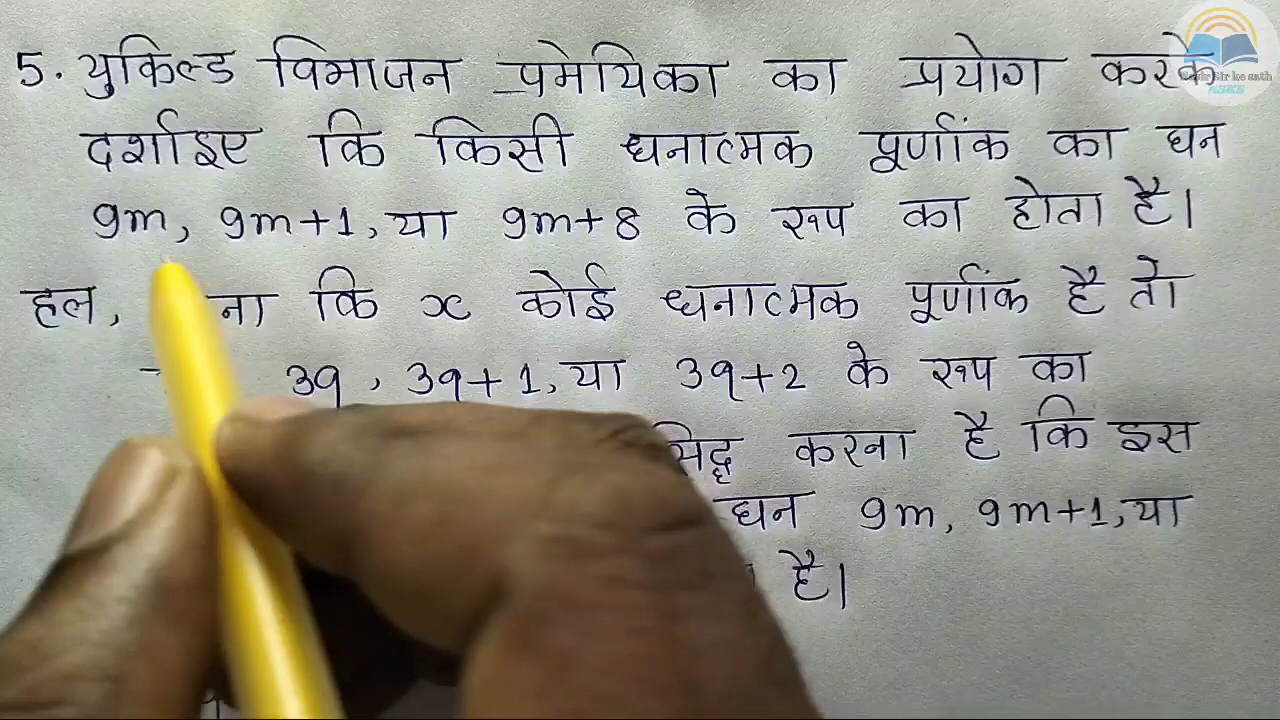 5. युकिल्ड विभाजन प्रमेयिका का प्रयोग करके
दर्शाइए कि किसी धनात्मक पूर्णांक का घन
9m, 9m+1, या 9m+8 के रूप का होता है।
हल, ना कि x कोई धनात्मक पूर्णांक है तो
3q, 3q+1, या 3q+2 के रूप का
सिद्ध करना है कि इस
घन 9m, 9m+1, या
है।